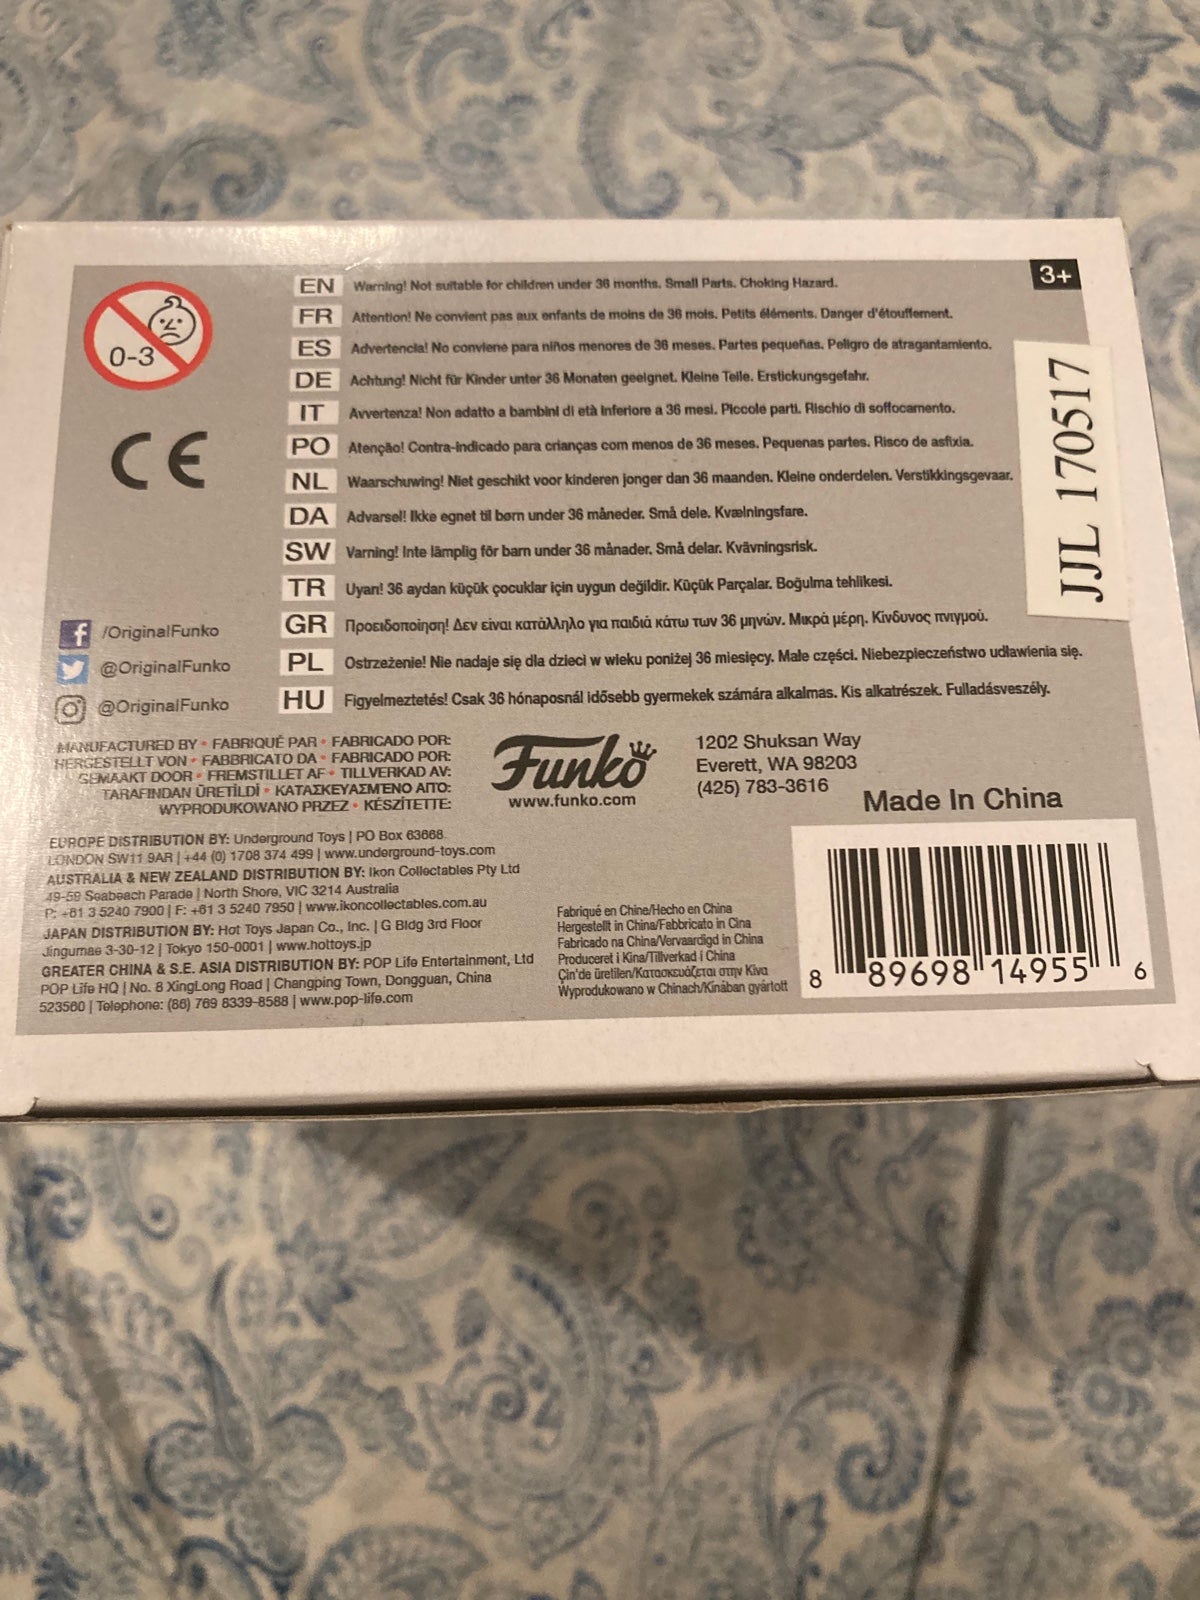 0-3
CE
3+
EN Warning! Not suitable for children under 36 months. Small Parts. Choking Hazard.
FR Attention! Ne convient pas aux enfants de moins de 36 mois. Petits éléments. Danger d'étouffement.
ES Advertencia! No conviene para niños menores de 36 meses. Partes pequeñas. Peligro de atragantamiento.
DE Achtung! Nicht für Kinder unter 36 Monaten geeignet. Kleine Teile. Erstickungsgefahr.
IT Avvertenza! Non adatto a bambini di età inferiore a 36 mesi. Piccole parti. Rischio di soffocamento.
PO Atenção! Contra-indicado para crianças com menos de 36 meses. Pequenas partes. Risco de asfixia.
NL Waarschuwing! Niet geschikt voor kinderen jonger dan 36 maanden. Kleine onderdelen. Verstikkingsgevaar.
DA Advarsel! Ikke egnet til børn under 36 måneder. Små dele. Kvælningsfare.
SW Varning! Inte lämplig för barn under 36 månader. Små delar. Kvävningsrisk.
TR Uyarı! 36 aydan küçük çocuklar için uygun değildir. Küçük Parçalar. Boğulma tehlikesi.
GR Προειδοποίηση! Δεν είναι κατάλληλο για παιδιά κάτω των 36 μηνών. Μικρά μέρη. Κίνδυνος πνιγμού.
PL Ostrzeżenie! Nie nadaje się dla dzieci w wieku poniżej 36 miesięcy. Małe części. Niebezpieczeństwo udławienia się.
HU Figyelmeztetés! Csak 36 hónaposnál idősebb gyermekek számára alkalmas. Kis alkatrészek. Fulladásveszély.
JJL 170517
/OriginalFunko
@OriginalFunko
@OriginalFunko
MANUFACTURED BY • FABRIQUÉ PAR • FABRICADO POR:
HERGESTELLT VON • FABBRICATO DA • FABRICADO POR:
GEMAAKT DOOR • FREMSTILLET AF • TILLVERKAD AV:
TARAFINDAN ÜRETİLDİ • ΚΑΤΑΣΚΕΥΑΣΜΈΝΟ ΑΠΌ:
WYPRODUKOWANO PRZEZ • KÉSZÍTETTE:
Funko
www.funko.com
1202 Shuksan Way
Everett, WA 98203
(425) 783-3616
Made In China
EUROPE DISTRIBUTION BY: Underground Toys | PO Box 63668
LONDON SW11 9AR | +44 (0) 1708 374 499 | www.underground-toys.com
AUSTRALIA & NEW ZEALAND DISTRIBUTION BY: Ikon Collectables Pty Ltd
49-59 Seabeach Parade | North Shore, VIC 3214 Australia
P: +61 3 5240 7900 | F: +61 3 5240 7950 | www.ikoncollectables.com.au
JAPAN DISTRIBUTION BY: Hot Toys Japan Co., Inc. | G Bldg 3rd Floor
Jingumae 3-30-12 | Tokyo 150-0001 | www.hottoys.jp
GREATER CHINA & S.E. ASIA DISTRIBUTION BY: POP Life Entertainment, Ltd
POP Life HQ | No. 8 XingLong Road | Changping Town, Dongguan, China
523560 | Telephone: (86) 769 8339-8588 | www.pop-life.com
Fabriqué en Chine/Hecho en China
Hergestellt in China/Fabbricato in Cina
Fabricado na China/Vervaardigd in China
Produceret i Kina/Tillverkad i China
Çin'de üretilen/Κατασκευάζεται στην Κίνα
Wyprodukowano w Chinach/Kínában gyártott
8 89698 14955 6